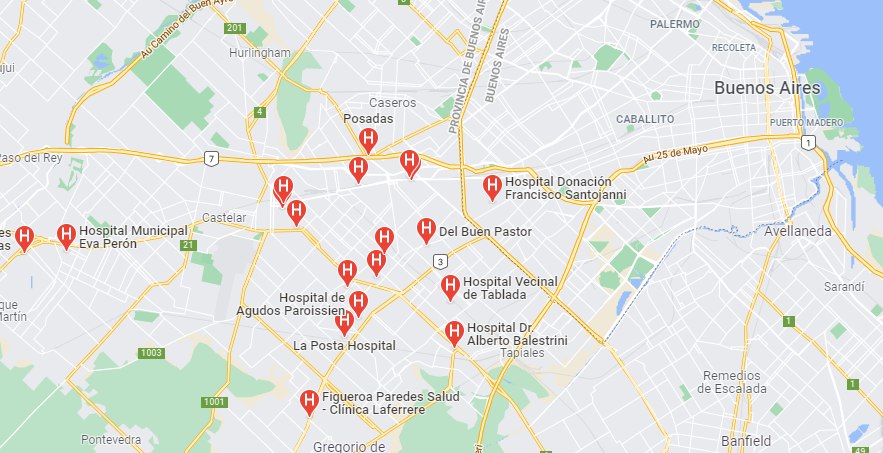 Au Camino del Buen Ayre
201
Hurlingham
PROVINCIA DE BUENOS AIRES
BUENOS AIRES
PALERMO
RECOLETA
Buenos Aires
PUERTO MADERO
CABALLITO
1
Au 25 de Mayo
4
Caseros
Posadas
H
H
H
7
Paso del Rey
H
Hospital Donación
Francisco Santojanni
H
H
Castelar
H
Hospital Municipal
Eva Perón
H
21
H
H
Del Buen Pastor
3
H
H
Avellaneda
Sarandí
Hospital Vecinal
de Tablada
H
Hospital de
Agudos Paroissien
H
H
La Posta Hospital
H
Hospital Dr.
Alberto Balestrini
Tapiales
1
1003
1001
H
Figueroa Paredes Salud
- Clínica Laferrere
Remedios
de Escalada
1
Pontevedra
Gregorio de
Banfield
49
Martín